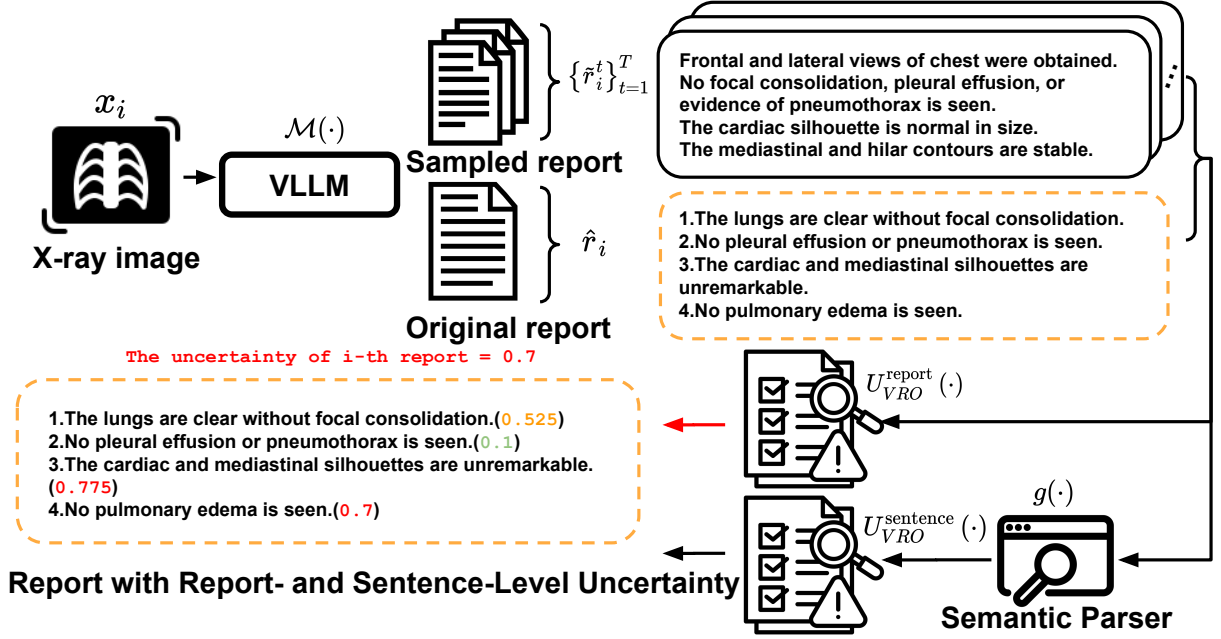 x_i
X-ray image
M(·)
VLLM
{r̃_i^t}_{t=1}^T
Sampled report
r̂_i
Original report
Frontal and lateral views of chest were obtained.
No focal consolidation, pleural effusion, or
evidence of pneumothorax is seen.
The cardiac silhouette is normal in size.
The mediastinal and hilar contours are stable.
...
1.The lungs are clear without focal consolidation.
2.No pleural effusion or pneumothorax is seen.
3.The cardiac and mediastinal silhouettes are
unremarkable.
4.No pulmonary edema is seen.
The uncertainty of i-th report = 0.7
1.The lungs are clear without focal consolidation.(0.525)
2.No pleural effusion or pneumothorax is seen.(0.1)
3.The cardiac and mediastinal silhouettes are unremarkable.
(0.775)
4.No pulmonary edema is seen.(0.7)
U_{VRO}^{report}(·)
U_{VRO}^{sentence}(·)
g(·)
Semantic Parser
Report with Report- and Sentence-Level Uncertainty